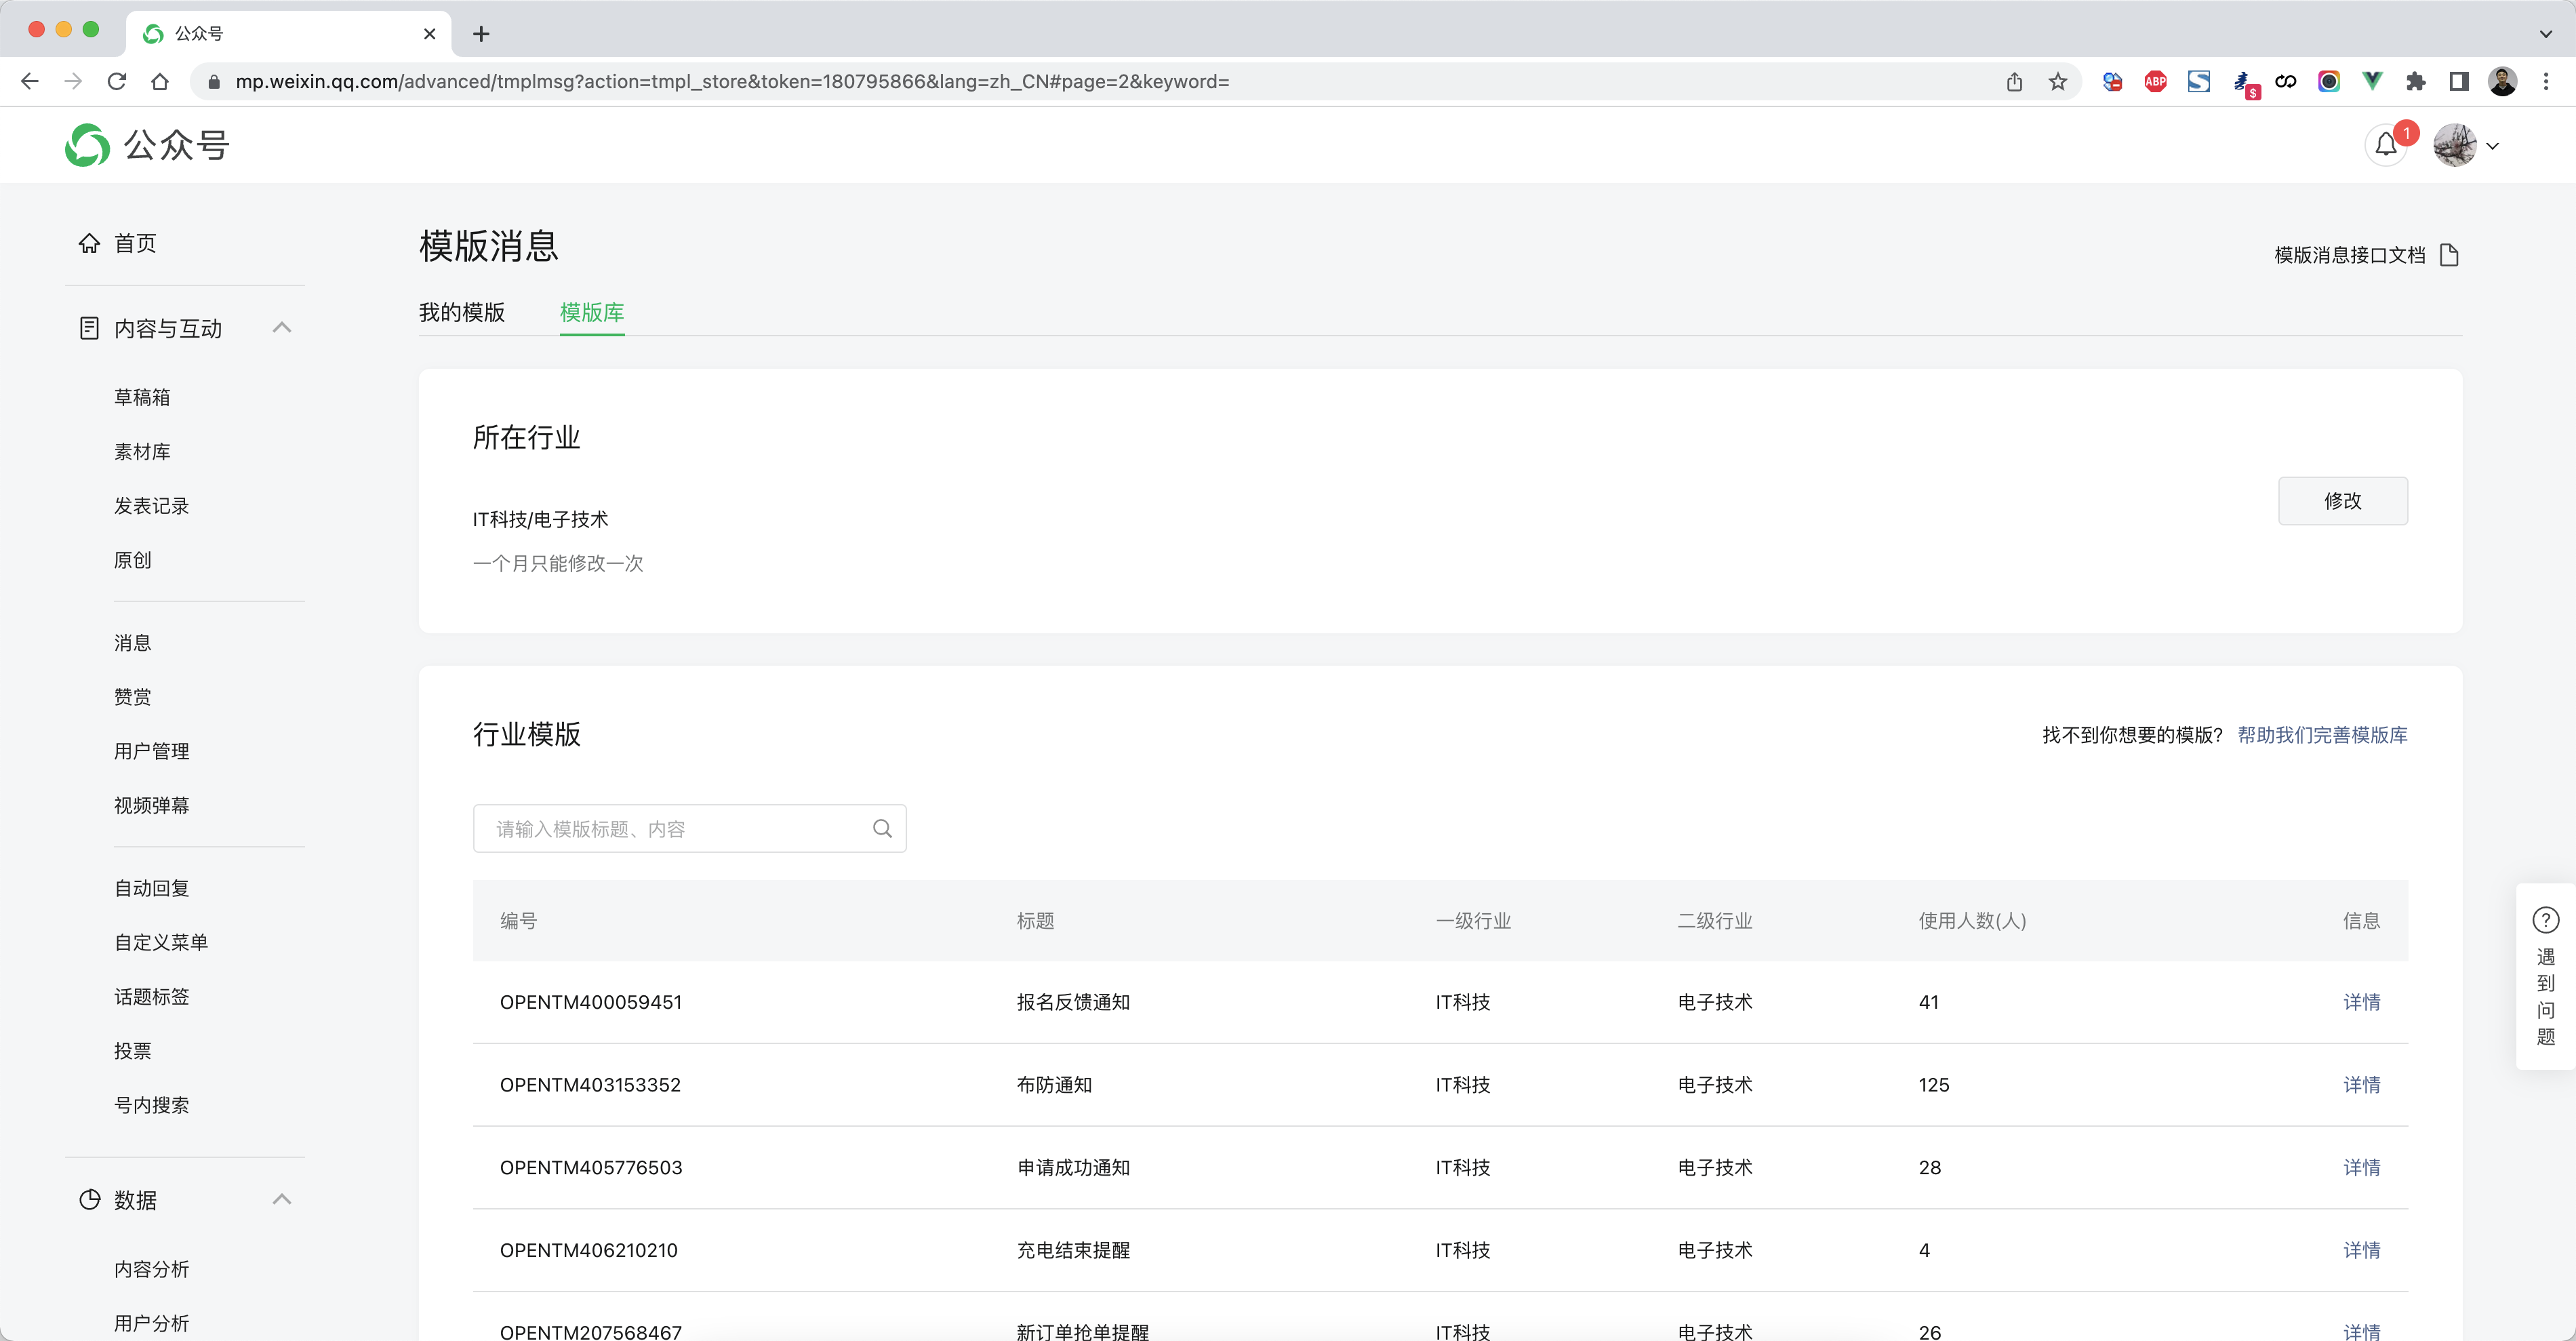 公众号
mp.weixin.qq.com/advanced/tmplmsg?action=tmpl_store&token=180795866&lang=zh_CN#page=2&keyword=
ABP
$
公众号
1
首页
内容与互动
草稿箱
素材库
发表记录
原创
消息
赞赏
用户管理
视频弹幕
自动回复
自定义菜单
话题标签
投票
号内搜索
数据
内容分析
用户分析
模版消息
模版消息接口文档
我的模版 模版库
所在行业
IT科技/电子技术
一个月只能修改一次
修改
行业模版
找不到你想要的模版? 帮助我们完善模版库
请输入模版标题、内容
编号 标题 一级行业 二级行业 使用人数(人) 信息
OPENTM400059451 报名反馈通知 IT科技 电子技术 41 详情
OPENTM403153352 布防通知 IT科技 电子技术 125 详情
OPENTM405776503 申请成功通知 IT科技 电子技术 28 详情
OPENTM406210210 充电结束提醒 IT科技 电子技术 4 详情
OPENTM207568467 新订单抢单提醒 IT科技 电子技术 26 详情
遇到问题